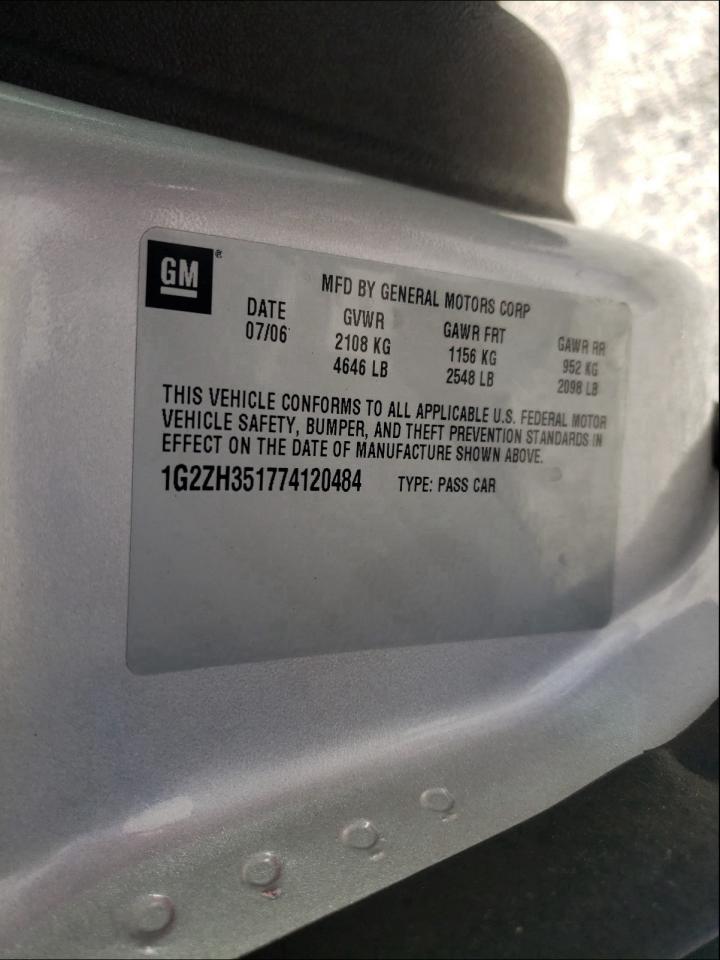 GM®
MFD BY GENERAL MOTORS CORP
DATE GVWR GAWR FRT GAWR RR
07/06 2108 KG 1156 KG 952 KG
4646 LB 2548 LB 2098 LB
THIS VEHICLE CONFORMS TO ALL APPLICABLE U.S. FEDERAL MOTOR
VEHICLE SAFETY, BUMPER, AND THEFT PREVENTION STANDARDS IN
EFFECT ON THE DATE OF MANUFACTURE SHOWN ABOVE.
1G2ZH351774120484 TYPE: PASS CAR